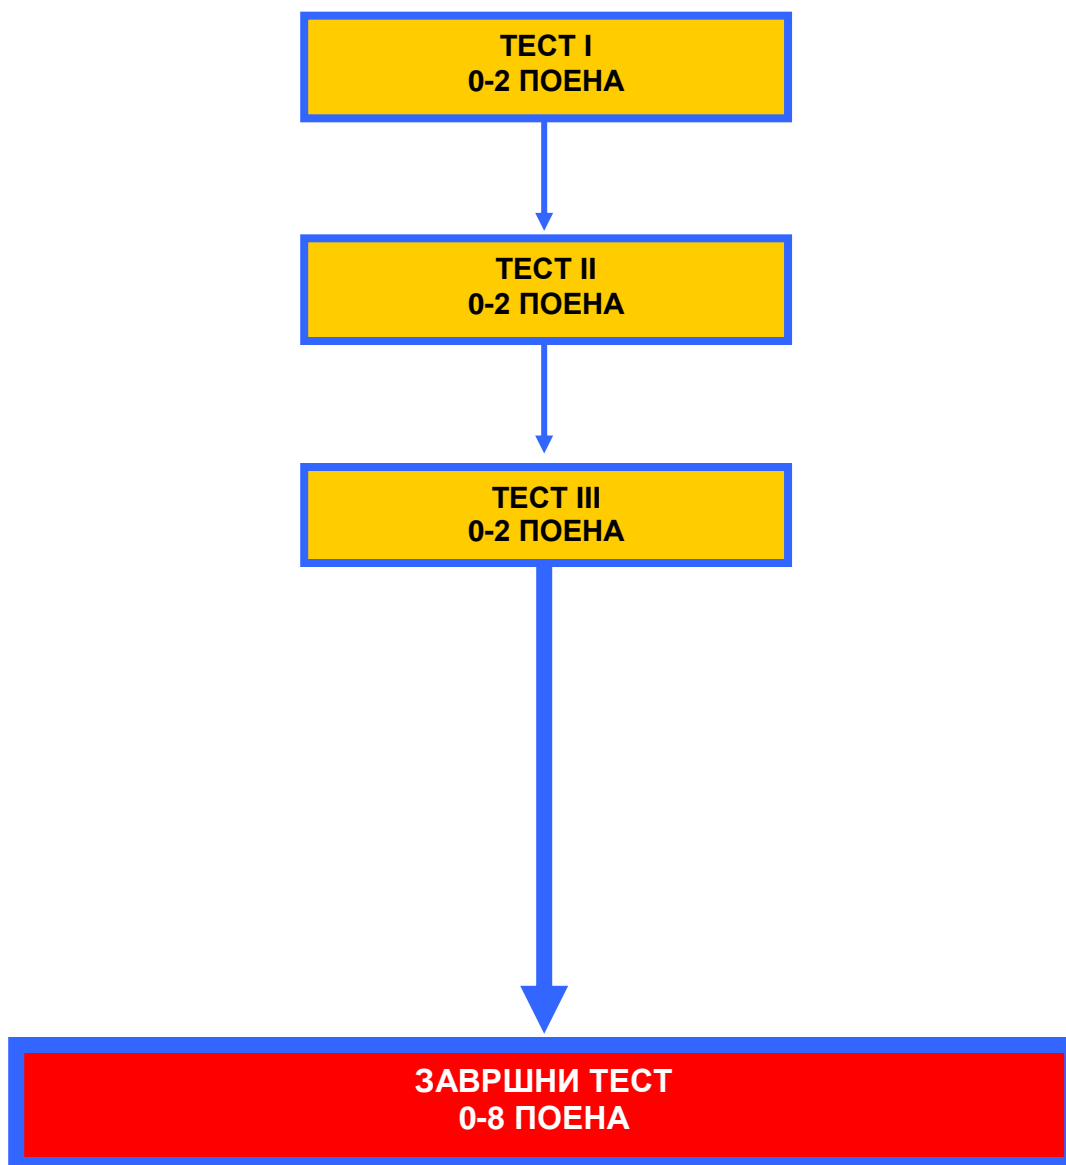 ТЕСТ I
0-2 ПОЕНА
ТЕСТ II
0-2 ПОЕНА
ТЕСТ III
0-2 ПОЕНА
ЗАВРШНИ ТЕСТ
0-8 ПОЕНА